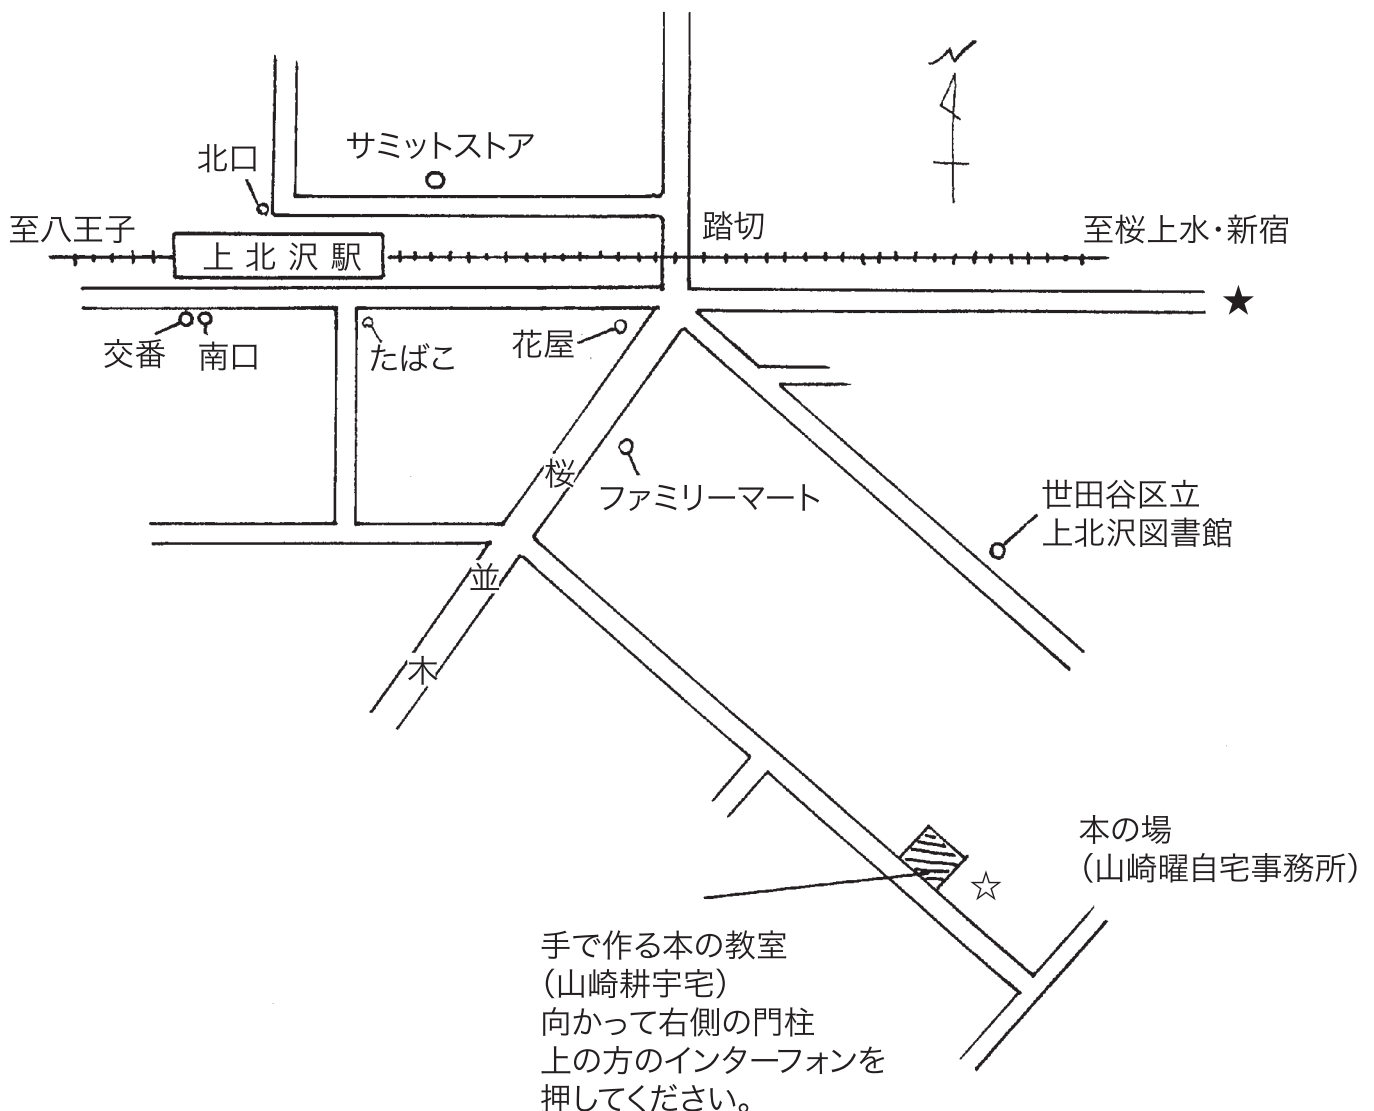 N
サミットストア
北口
至八王子
踏切
至桜上水・新宿
上北沢駅
★
交番
南口
たばこ
花屋
桜
並
木
ファミリーマート
世田谷区立
上北沢図書館
本の場
（山崎曜自宅事務所）
☆
手で作る本の教室
（山崎耕宇宅）
向かって右側の門柱
上の方のインターフォンを
押してください。